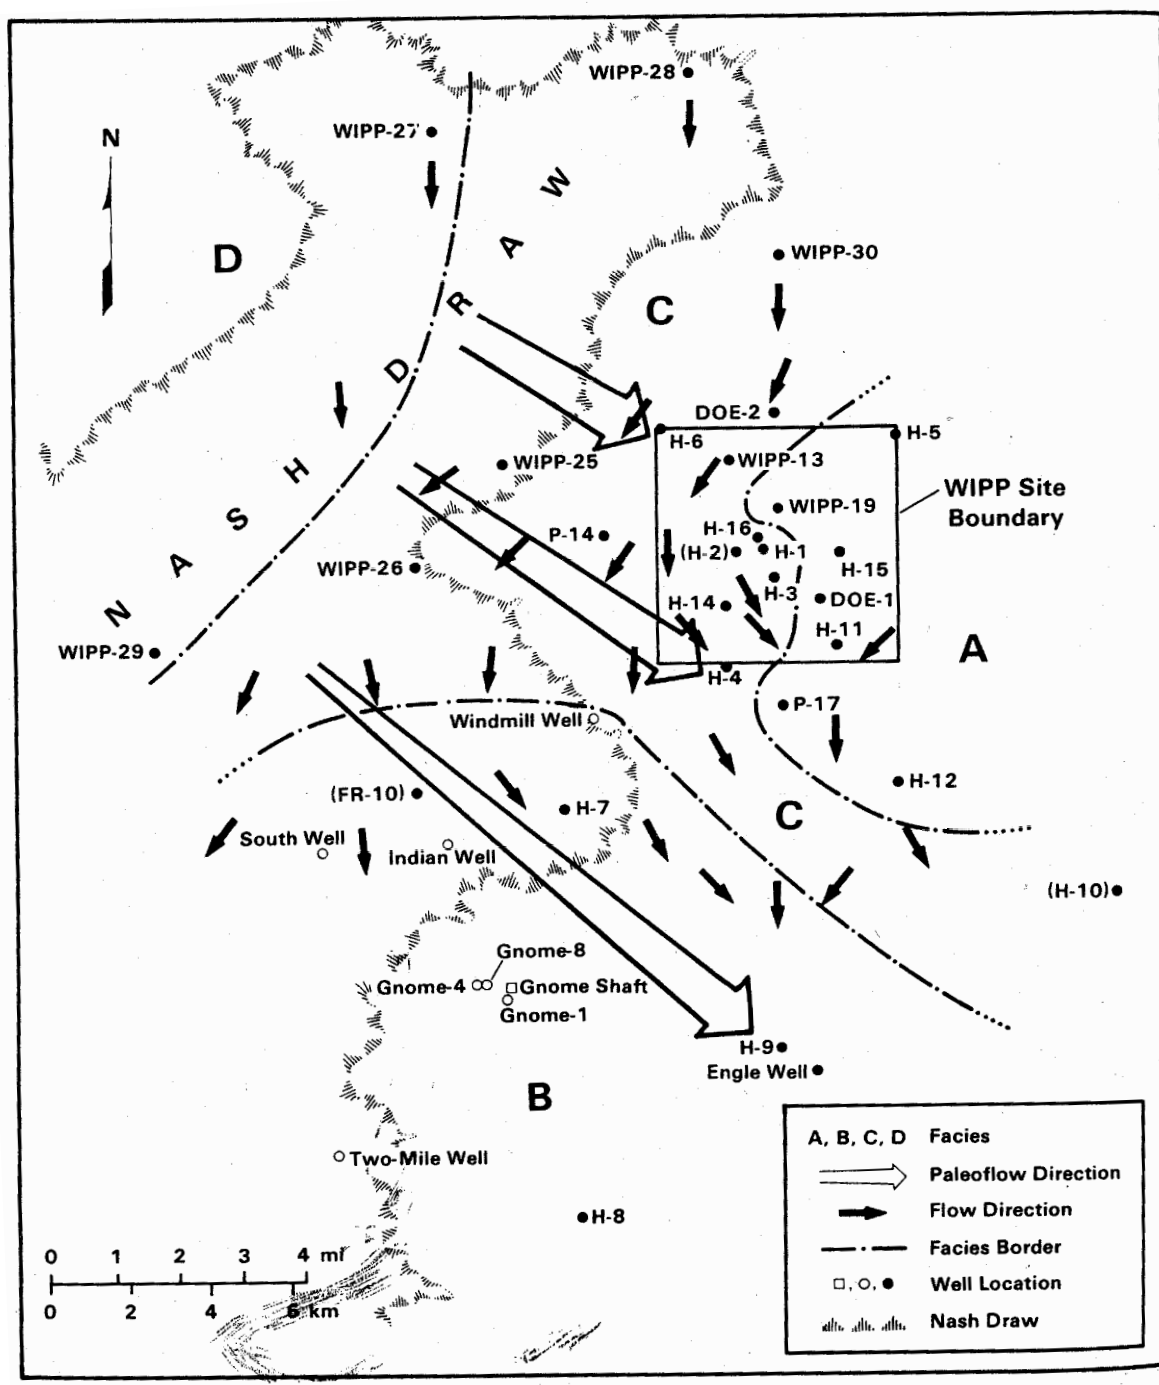 WIPP-28
N
WIPP-27
D
WIPP-30
C
NASH DRAW
DOE-2
H-6
H-5
WIPP-25
WIPP-13
WIPP Site
Boundary
WIPP-19
P-14
H-16
(H-2)
H-1
H-15
WIPP-26
H-3
H-14
DOE-1
H-11
A
WIPP-29
H-4
P-17
Windmill Well
H-12
(FR-10)
H-7
C
South Well
Indian Well
(H-10)
Gnome-8
Gnome-4
Gnome Shaft
Gnome-1
H-9
Engle Well
B
Two-Mile Well
H-8
A, B, C, D Facies
Paleoflow Direction
Flow Direction
Facies Border
□, ○, ● Well Location
Nash Draw
0 1 2 3 4 mi
0 2 4 6 km